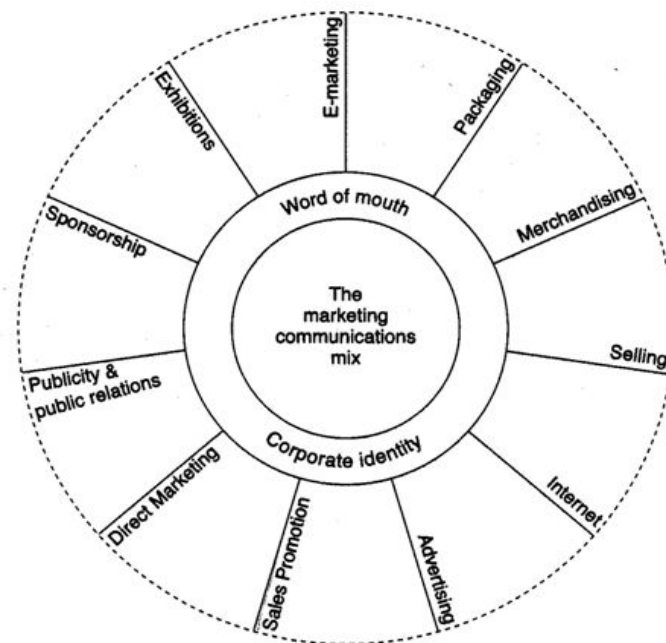 E-marketing
Packaging
Merchandising
Selling
Internet
Advertising
Sales Promotion
Direct Marketing
Publicity &
public relations
Sponsorship
Exhibitions
Word of mouth
The
marketing
communications
mix
Corporate identity